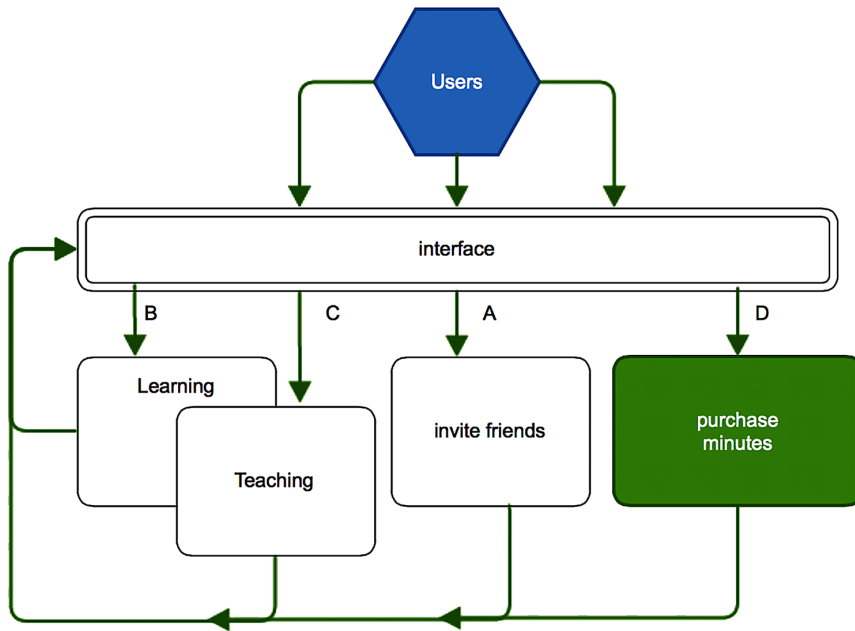 Users
interface
B
C
A
D
Learning
Teaching
invite friends
purchase
minutes